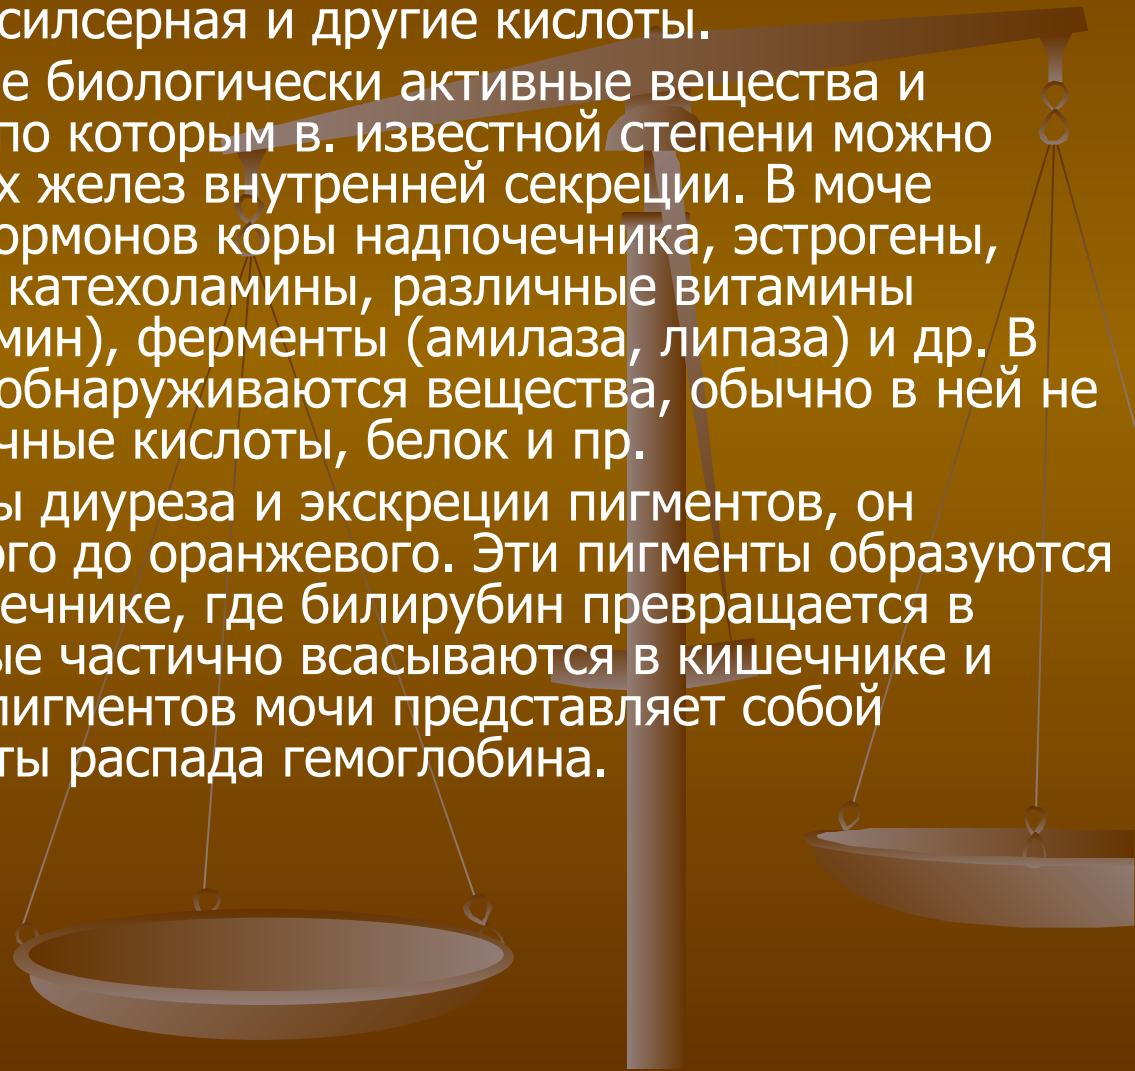 силсерная и другие кислоты.
е биологически активные вещества и
по которым в. известной степени можно
х желез внутренней секреции. В моче
ормонов коры надпочечника, эстрогены,
катехоламины, различные витамины
мин), ферменты (амилаза, липаза) и др. В
обнаруживаются вещества, обычно в ней не
чные кислоты, белок и пр.
ы диуреза и экскреции пигментов, он
ого до оранжевого. Эти пигменты образуются
ечнике, где билирубин превращается в
ые частично всасываются в кишечнике и
пигментов мочи представляет собой
ты распада гемоглобина.